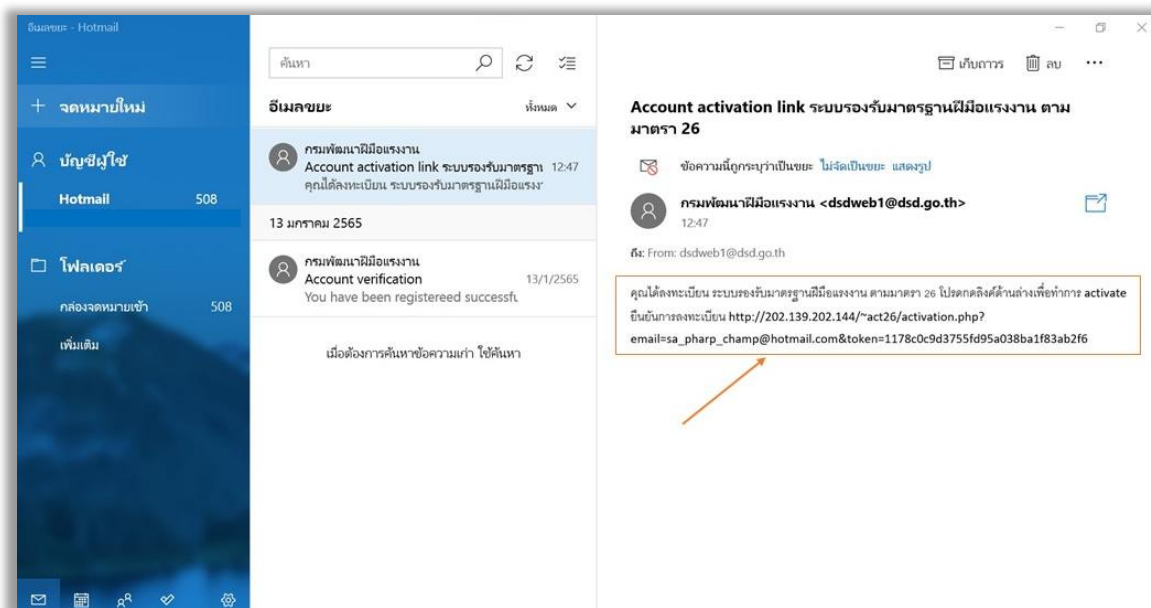 อีเมลขยะ - Hotmail
จดหมายใหม่
บัญชีผู้ใช้
Hotmail 508
โฟลเดอร์
กล่องจดหมายเข้า 508
เพิ่มเติม
ค้นหา
อีเมลขยะ ทั้งหมด
กรมพัฒนาฝีมือแรงงาน
Account activation link ระบบรองรับมาตรฐาน 12:47
คุณได้ลงทะเบียน ระบบรองรับมาตรฐานฝีมือแรง
13 มกราคม 2565
กรมพัฒนาฝีมือแรงงาน
Account verification 13/1/2565
You have been registereed successfu
เมื่อต้องการค้นหาข้อความเก่า ใช้ค้นหา
เก็บถาวร ลบ
Account activation link ระบบรองรับมาตรฐานฝีมือแรงงาน ตาม
มาตรา 26
ข้อความนี้ถูกระบุว่าเป็นขยะ ไม่จัดเป็นขยะ แสดงรูป
กรมพัฒนาฝีมือแรงงาน <dsdweb1@dsd.go.th>
12:47
ถึง: From: dsdweb1@dsd.go.th
คุณได้ลงทะเบียน ระบบรองรับมาตรฐานฝีมือแรงงาน ตามมาตรา 26 โปรดกดลิงค์ด้านล่างเพื่อทำการ activate
ยืนยันการลงทะเบียน http://202.139.202.144/~act26/activation.php?
email=sa_pharp_champ@hotmail.com&token=1178c0c9d3755fd95a038ba1f83ab2f6